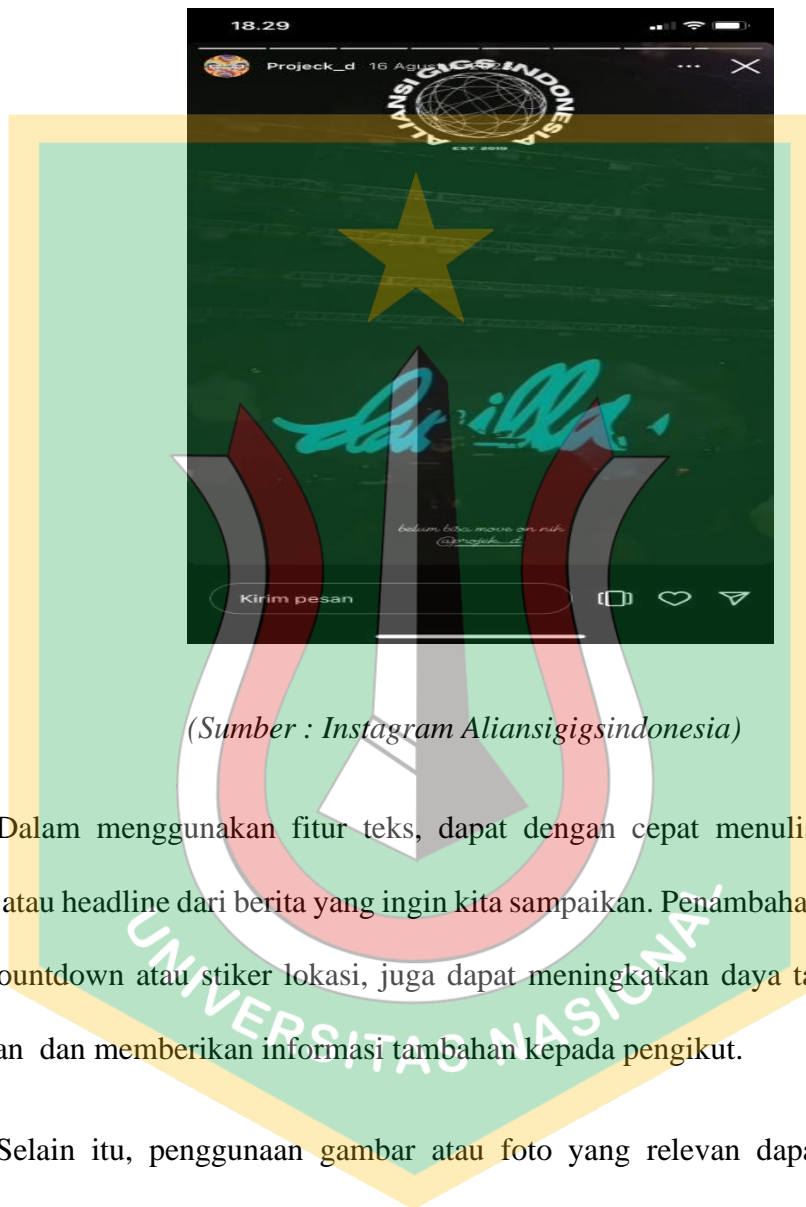 18.29
Projeck_d 16 Agustus 2023
ALIANSI GIGS INDONESIA
EST 2019
belum bisa move on nih
@projek_d
Kirim pesan
(Sumber : Instagram Aliansigigsindonesia)
Dalam menggunakan fitur teks, dapat dengan cepat menulis
atau headline dari berita yang ingin kita sampaikan. Penambaha
ountdown atau stiker lokasi, juga dapat meningkatkan daya ta
an dan memberikan informasi tambahan kepada pengikut.
Selain itu, penggunaan gambar atau foto yang relevan dapa
UNIVERSITAS NASIONAL